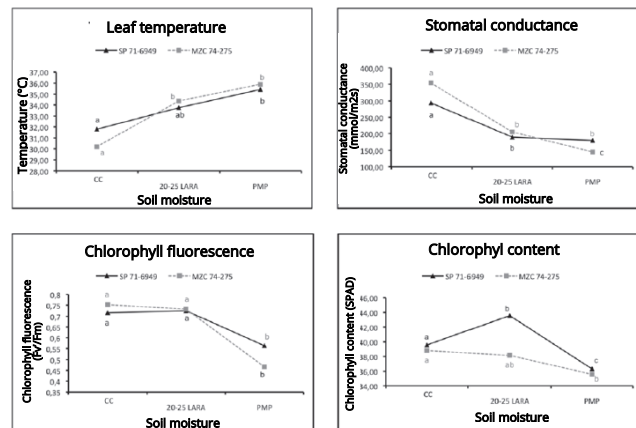 Leaf temperature
SP 71-6949 MZC 74-275
Temperature (°C)
37,00
36,00
35,00
34,00
33,00
32,00
31,00
30,00
29,00
28,00
a
a
b
ab
b
b
CC 20-25 LARA PMP
Soil moisture
Stomatal conductance
SP 71-6949 MZC 74-275
Stomatal conductance
(mmol/m2s)
400,00
350,00
300,00
250,00
200,00
150,00
100,00
a
a
b
b
b
c
CC 20-25 LARA PMP
Soil moisture
Chlorophyll fluorescence
SP 71-6949 MZC 74-275
Chlorophyll fluorescence
(Fv'/Fm)
0,8
0,75
0,7
0,65
0,6
0,55
0,5
0,45
0,4
0,35
a
a
a
a
b
b
CC 20-25 LARA PMP
Soil moisture
Chlorophyl content
SP 71-6949 MZC 74-275
Chlorophyll content (SPAD)
46,00
44,00
42,00
40,00
38,00
36,00
34,00
a
a
b
ab
c
b
CC 20-25 LARA PMP
Soil moisture